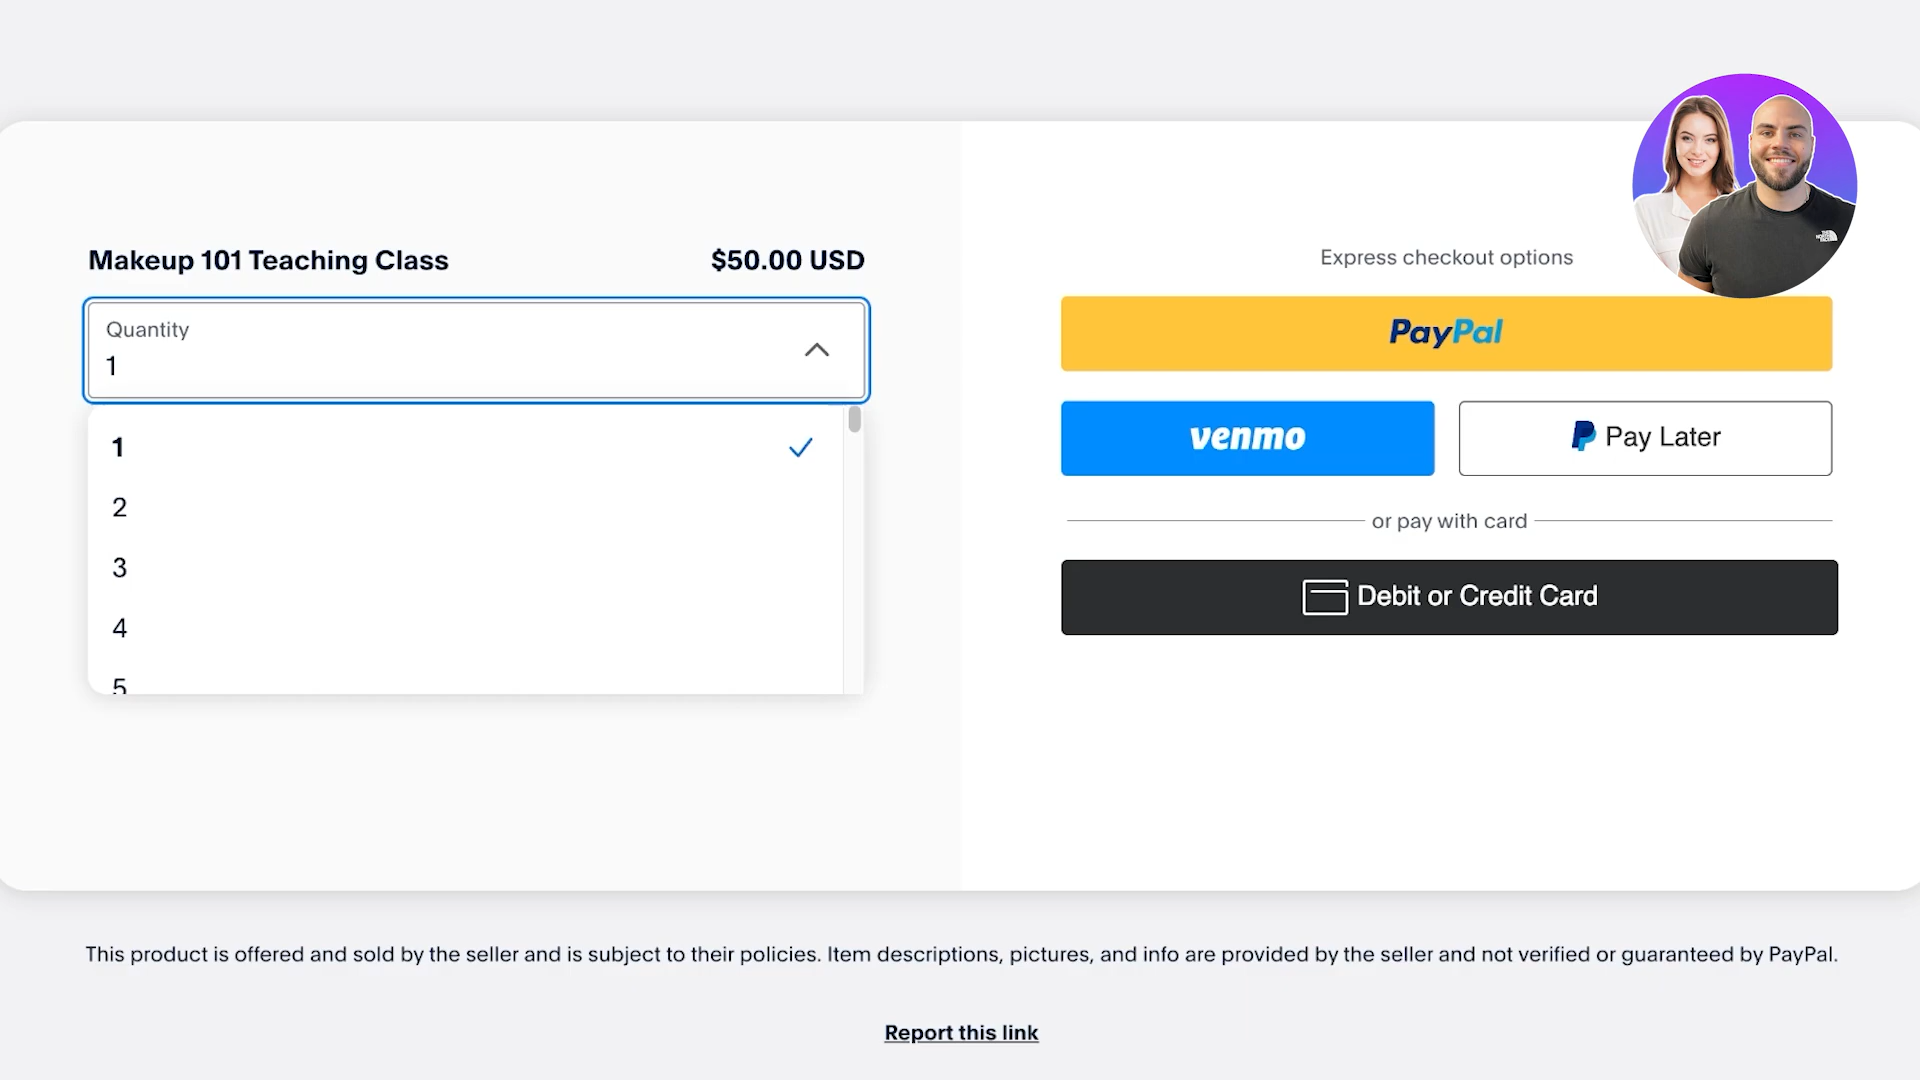 Makeup 101 Teaching Class
$50.00 USD
Quantity
1
1
2
3
4
5
Express checkout options
PayPal
venmo
Pay Later
or pay with card
Debit or Credit Card
This product is offered and sold by the seller and is subject to their policies. Item descriptions, pictures, and info are provided by the seller and not verified or guaranteed by PayPal.
Report this link